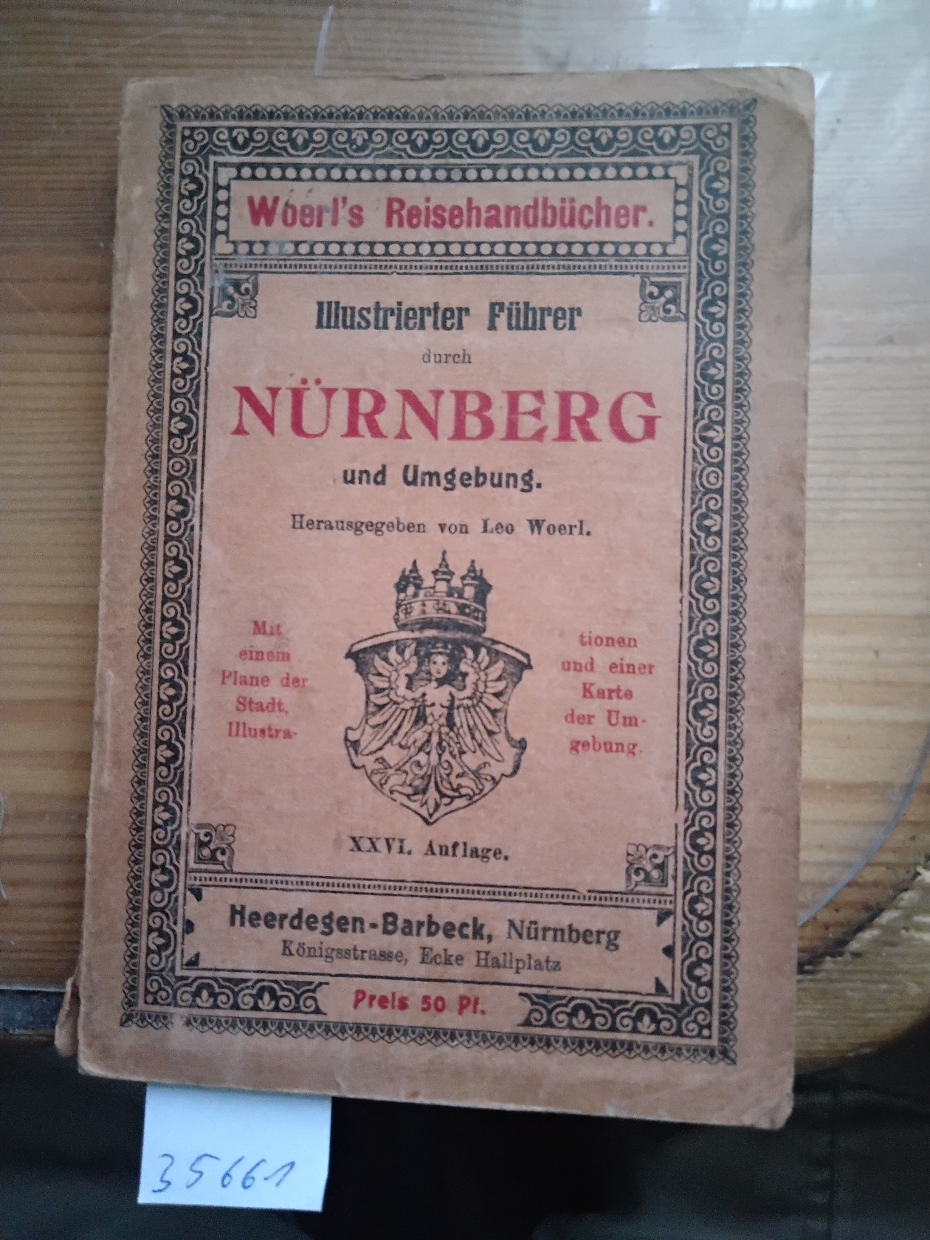 Woerl's Reisehandbücher.
Illustrierter Führer
durch
NÜRNBERG
und Umgebung.
Herausgegeben von Leo Woerl.
Mit
einem
Plane der
Stadt,
Illustra-
tionen
und einer
Karte
der Um-
gebung.
XXVI. Auflage.
Heerdegen-Barbeck, Nürnberg
Königsstrasse, Ecke Hallplatz
Preis 50 Pf.
35661